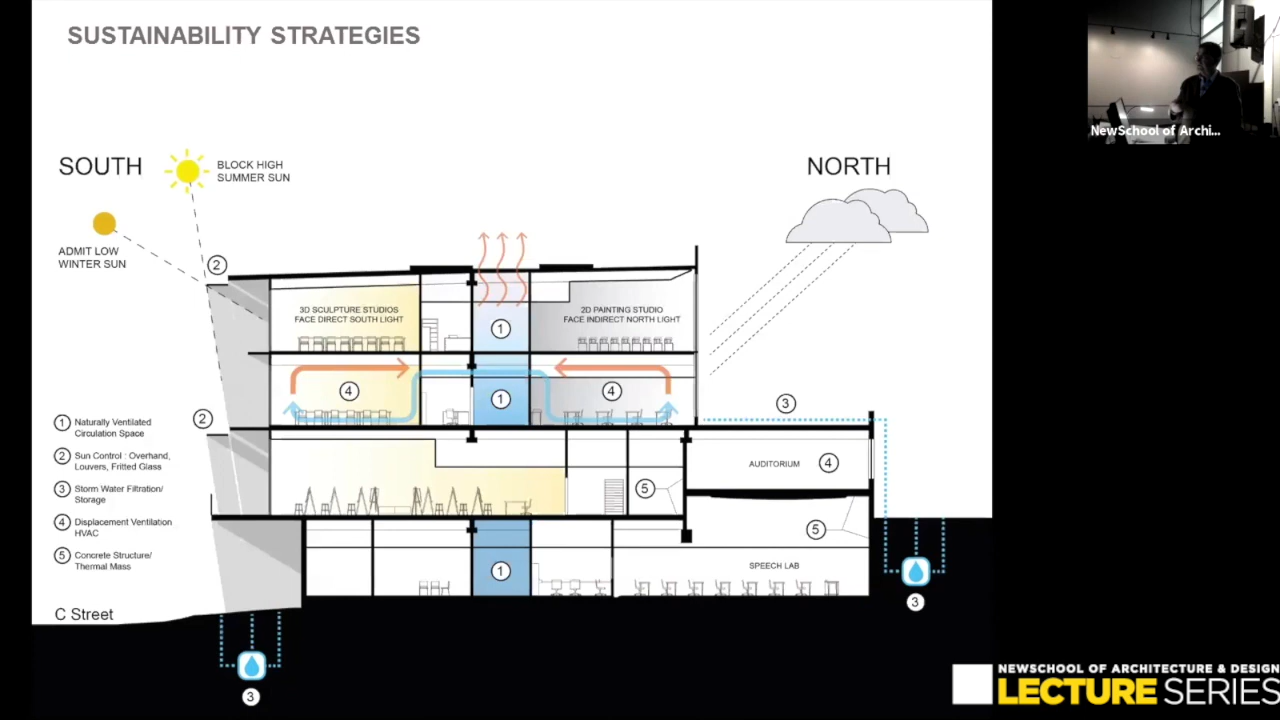 SUSTAINABILITY STRATEGIES
NewSchool of Archi...
SOUTH
BLOCK HIGH
SUMMER SUN
NORTH
ADMIT LOW
WINTER SUN
2
3D SCULPTURE STUDIOS
FACE DIRECT SOUTH LIGHT
1
2D PAINTING STUDIO
FACE INDIRECT NORTH LIGHT
4
1
4
3
2
1 Naturally Ventilated
Circulation Space
2 Sun Control : Overhand,
Louvers, Fritted Glass
3 Storm Water Filtration/
Storage
4 Displacement Ventilation
HVAC
5 Concrete Structure/
Thermal Mass
AUDITORIUM 4
5
5
1
SPEECH LAB
3
C Street
3
NEWSCHOOL OF ARCHITECTURE & DESIGN
LECTURE SERIES